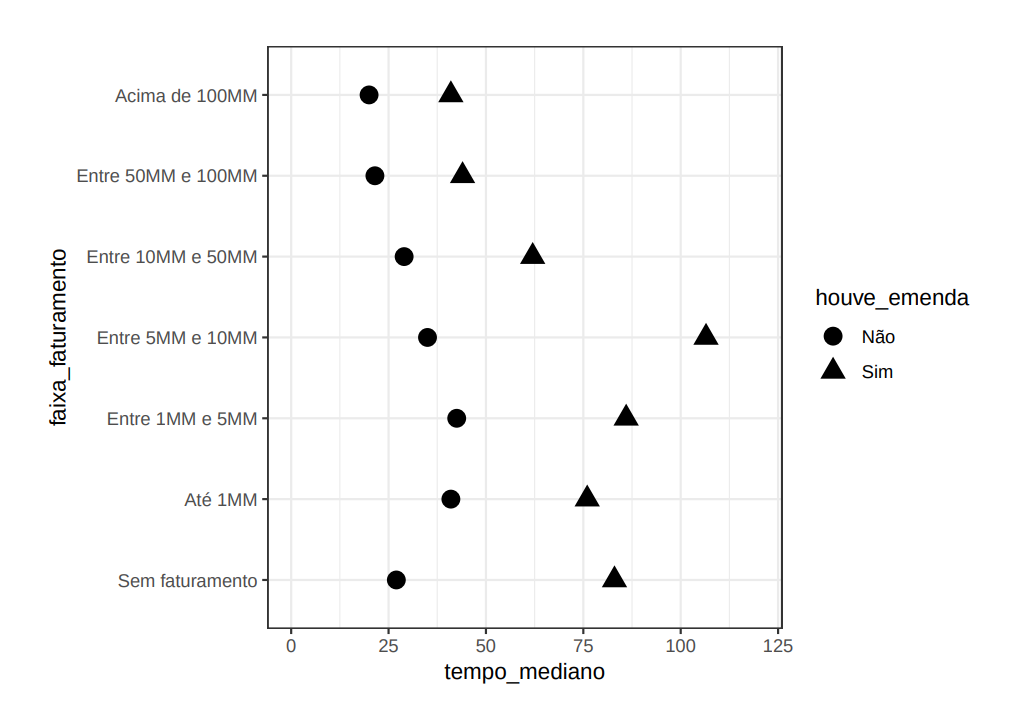 Acima de 100MM
Entre 50MM e 100MM
Entre 10MM e 50MM
Entre 5MM e 10MM
Entre 1MM e 5MM
Até 1MM
Sem faturamento
faixa_faturamento
0 25 50 75 100 125
tempo_mediano
houve_emenda
Não
Sim